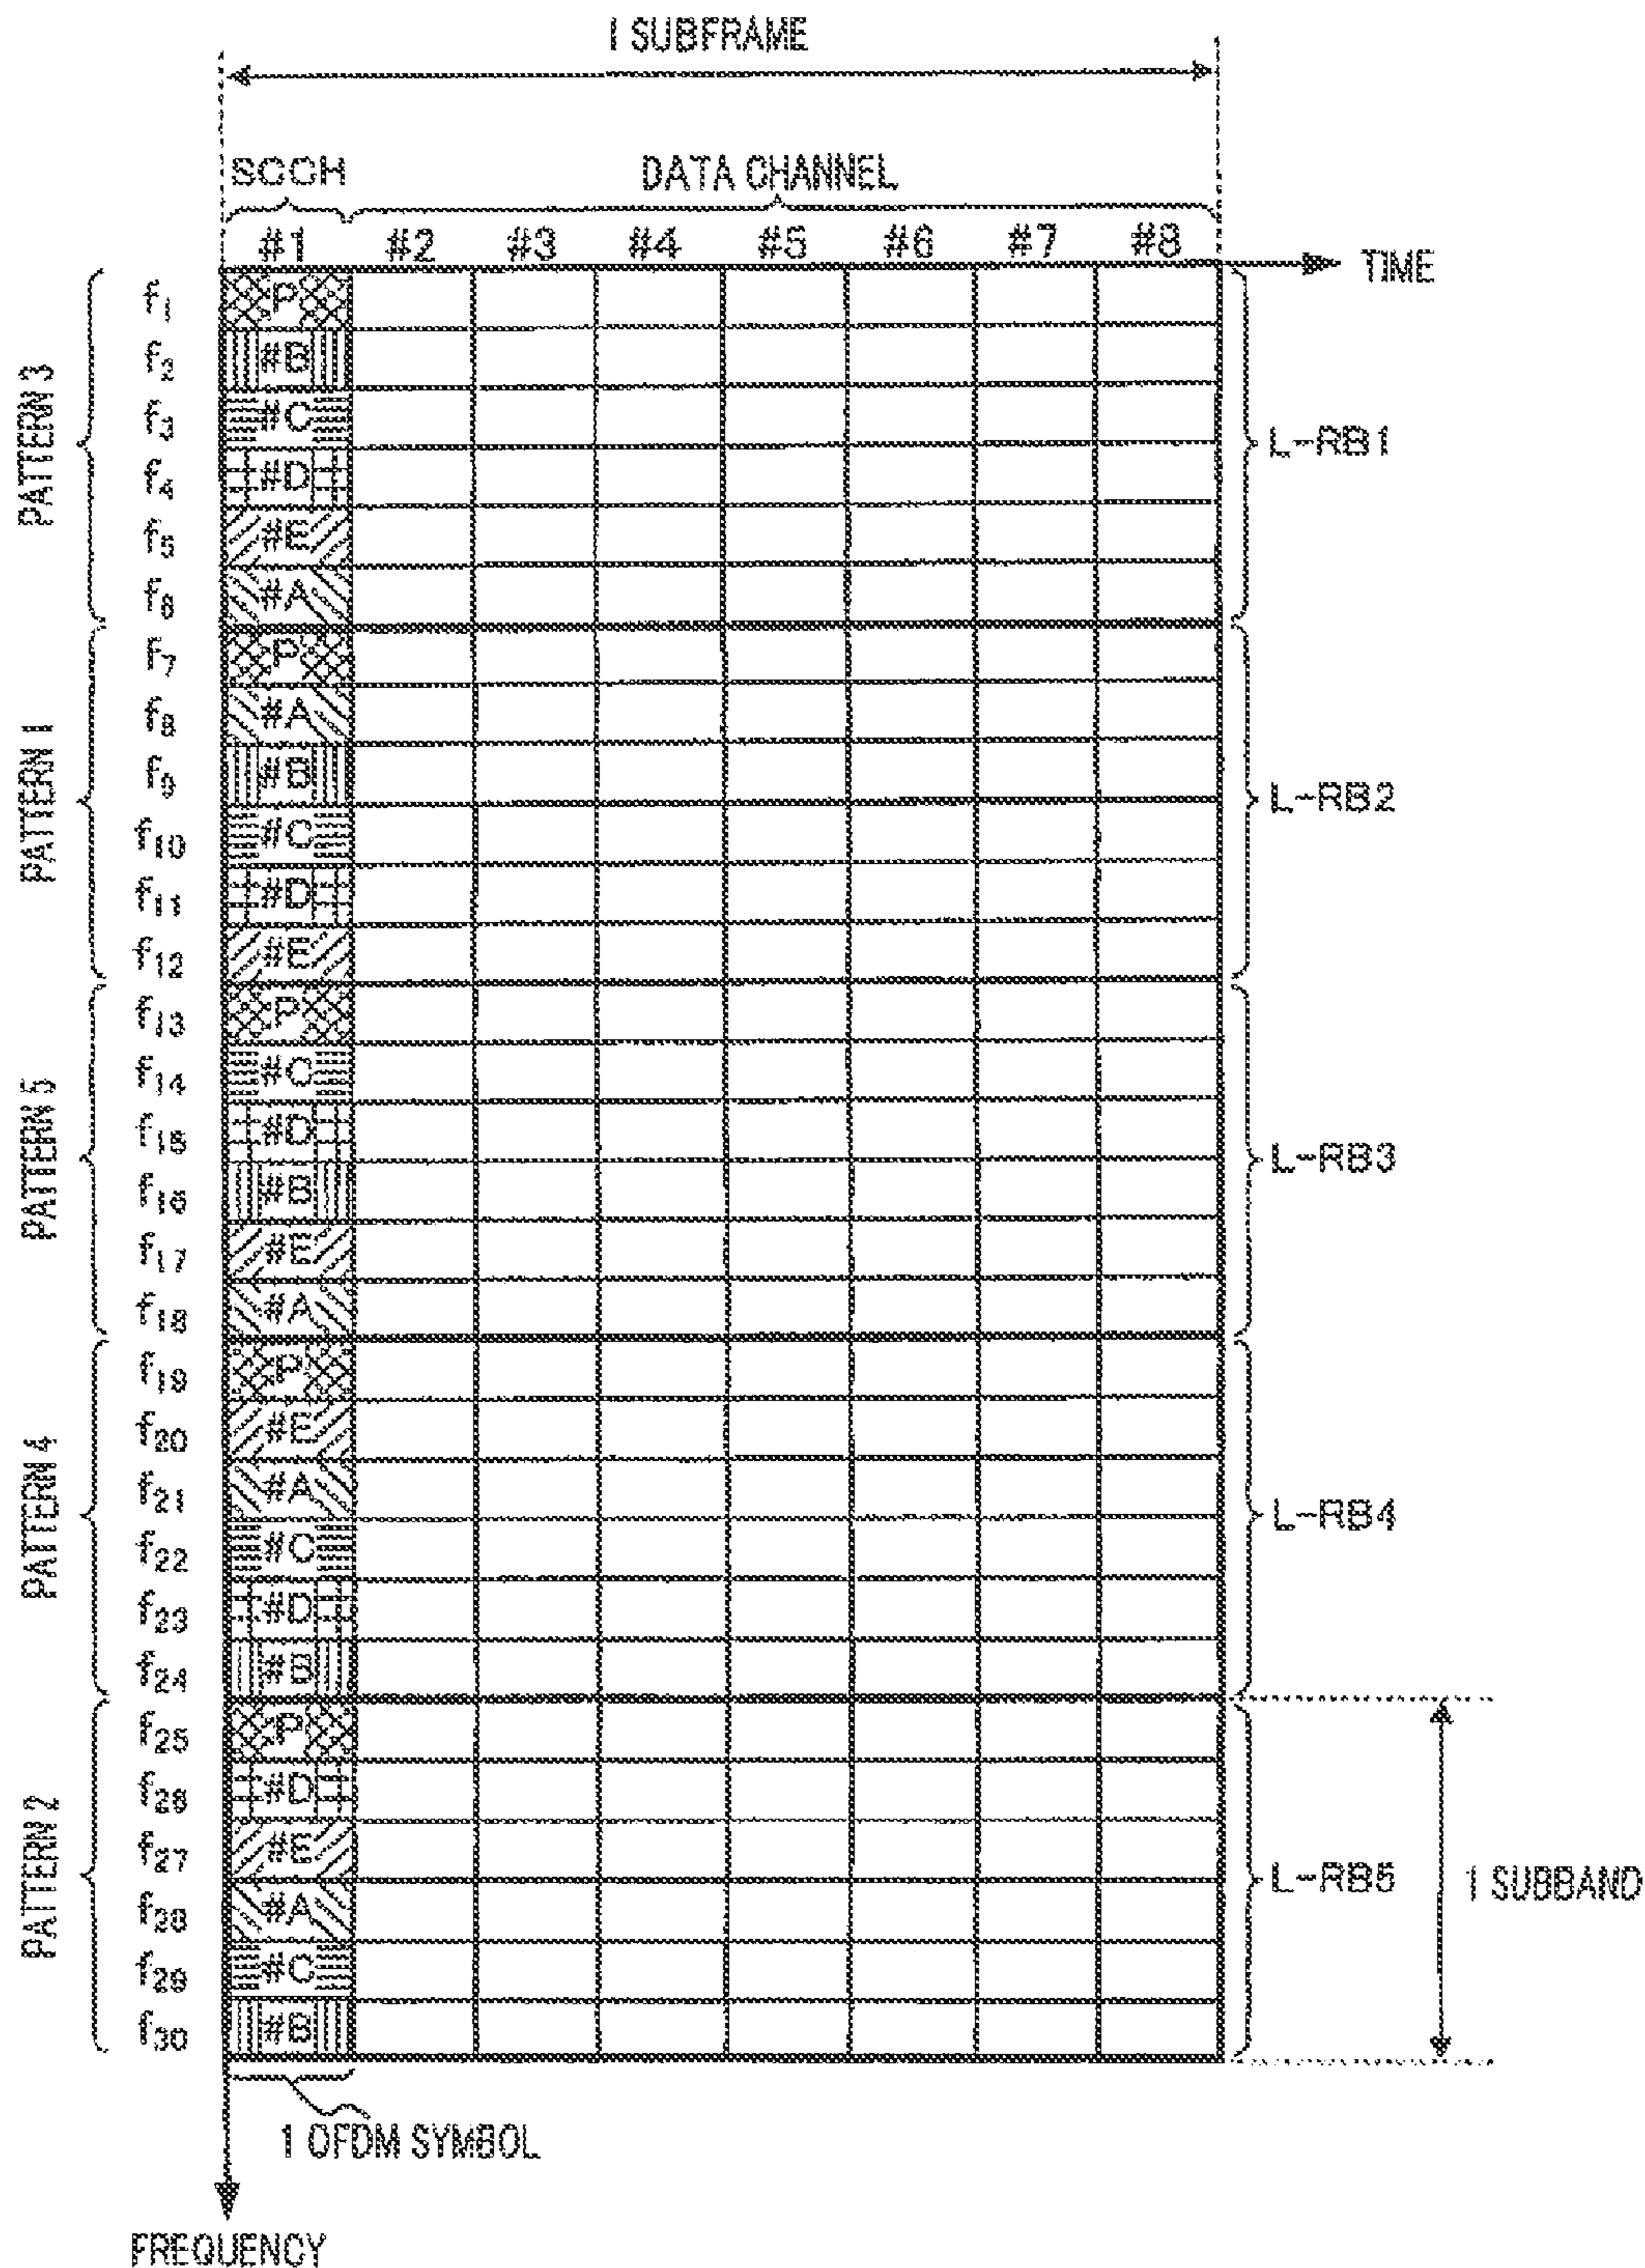 1 SUBFRAME
SCCH DATA CHANNEL
#1 #2 #3 #4 #5 #6 #7 #8 TIME
PATTERN 3
f1 P
f2 #B
f3 #C
f4 #D
f5 #E
f6 #A
L-RB1
PATTERN 1
f7 P
f8 #A
f9 #B
f10 #C
f11 #D
f12 #E
L-RB2
PATTERN 5
f13 P
f14 #C
f15 #D
f16 #B
f17 #E
f18 #A
L-RB3
PATTERN 4
f19 P
f20 #E
f21 #A
f22 #C
f23 #D
f24 #B
L-RB4
PATTERN 2
f25 P
f26 #D
f27 #E
f28 #A
f29 #C
f30 #B
L-RB5
1 SUBBAND
1 OFDM SYMBOL
FREQUENCY